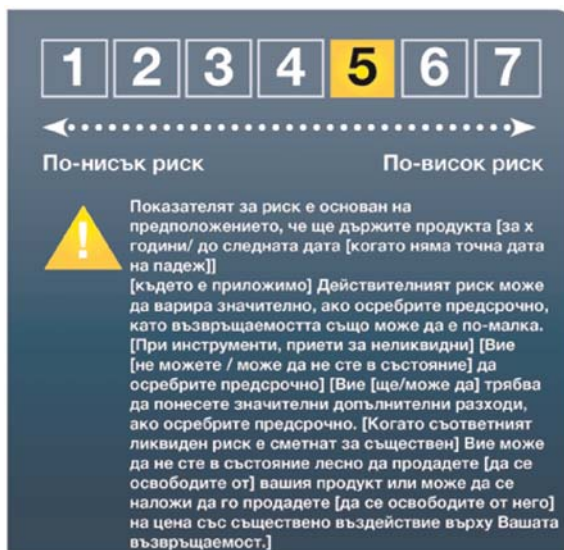 1 2 3 4 5 6 7
По-нисък риск По-висок риск
!
Показателят за риск е основан на
предположението, че ще държите продукта [за х
години/ до следната дата [когато няма точна дата
на падеж]]
[където е приложимо] Действителният риск може
да варира значително, ако осребрите предсрочно,
като възвръщаемостта също може да е по-малка.
[При инструменти, приети за неликвидни] [Вие
[не можете / може да не сте в състояние] да
осребрите предсрочно] [Вие [ще/може да] трябва
да понесете значителни допълнителни разходи,
ако осребрите предсрочно. [Когато съответният
ликвиден риск е сметнат за съществен] Вие може
да не сте в състояние лесно да продадете [да се
освободите от] вашия продукт или може да се
наложи да го продадете [да се освободите от него]
на цена със съществено въздействие върху Вашата
възвръщаемост.]